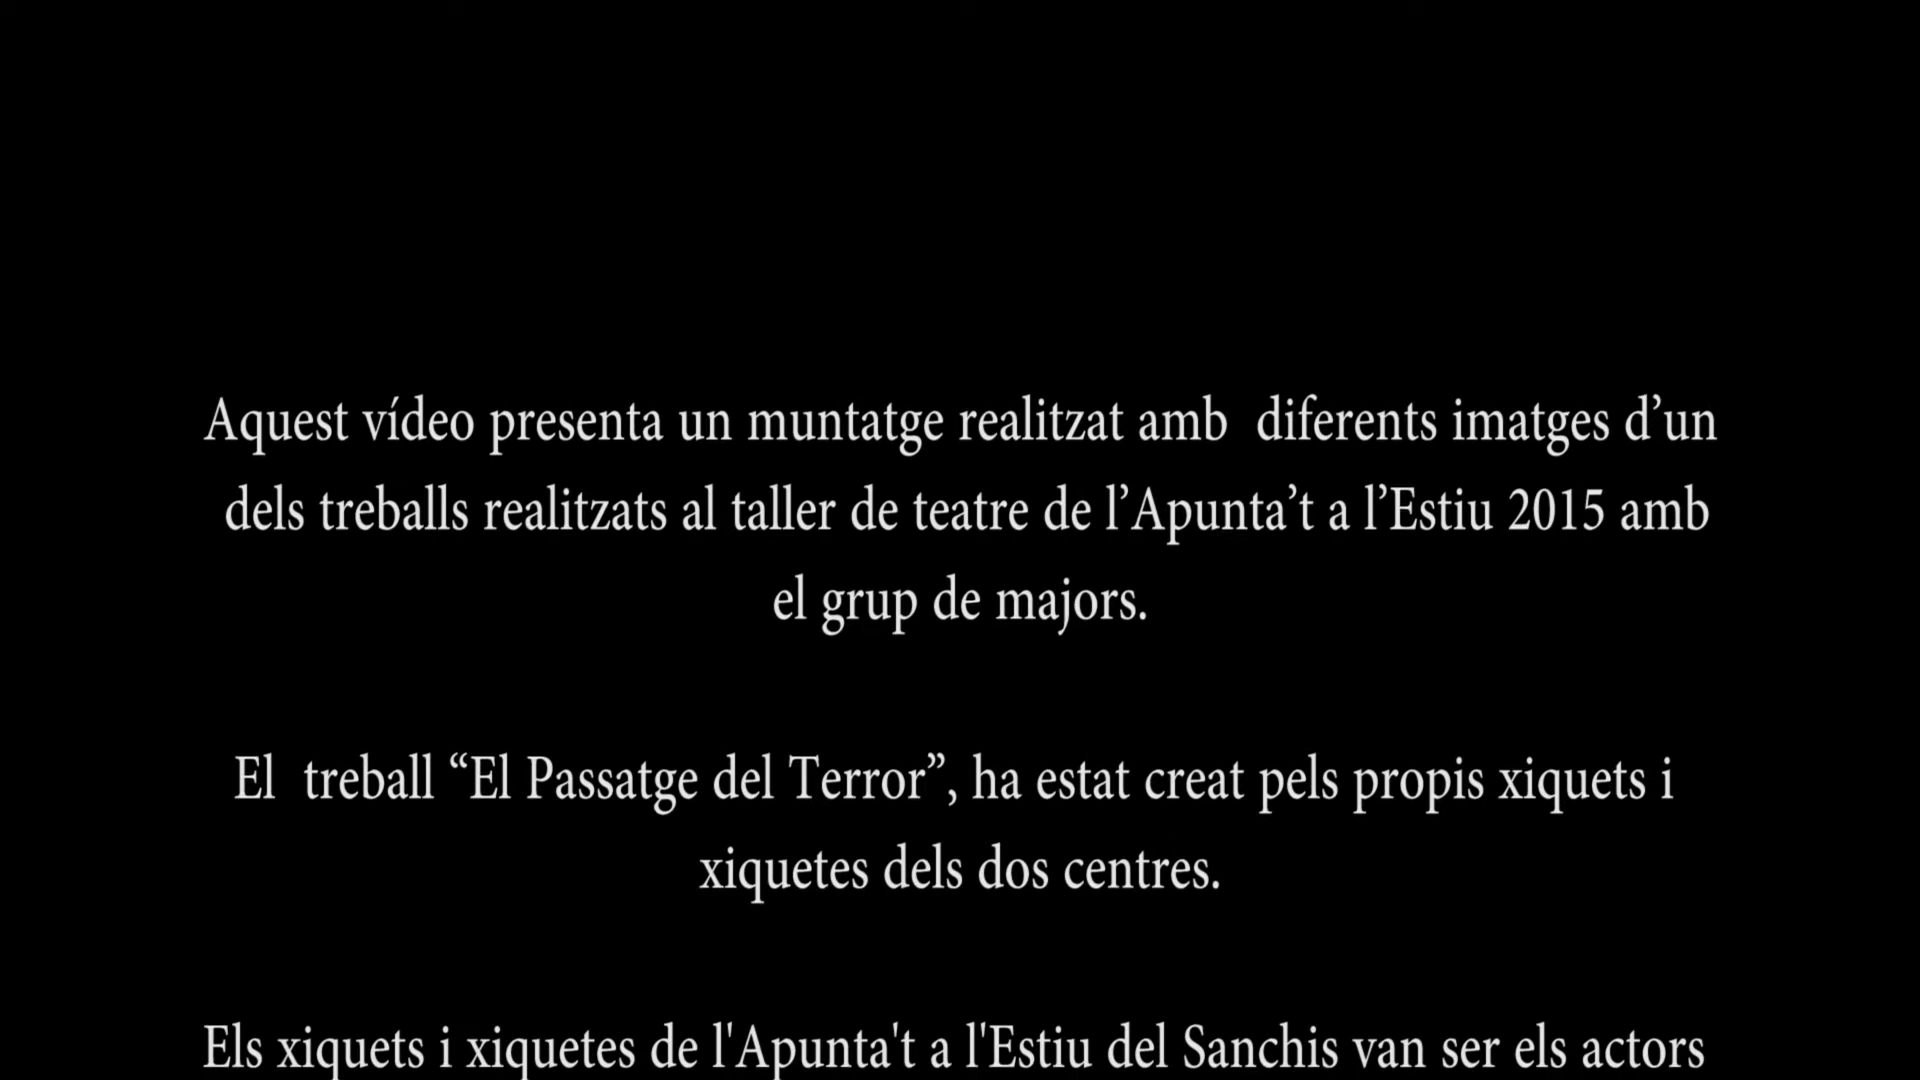 Aquest vídeo presenta un muntatge realitzat amb  diferents imatges d’un
dels treballs realitzats al taller de teatre de l’Apunta’t a l’Estiu 2015 amb
el grup de majors.
El  treball “El Passatge del Terror”, ha estat creat pels propis xiquets i
xiquetes dels dos centres.
Els xiquets i xiquetes de l'Apunta't a l'Estiu del Sanchis van ser els actors